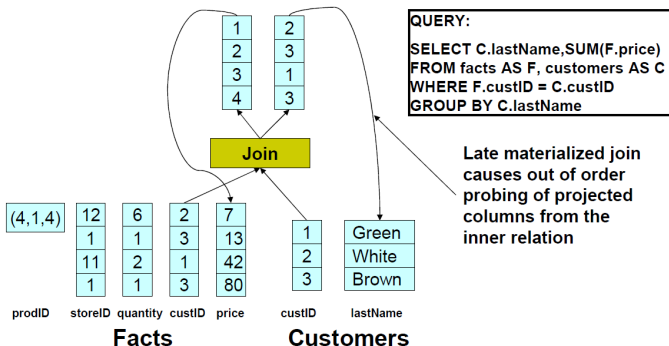 1
2
3
4
2
3
1
3
QUERY:
SELECT C.lastName,SUM(F.price)
FROM facts AS F, customers AS C
WHERE F.custID = C.custID
GROUP BY C.lastName
Join
Late materialized join
causes out of order
probing of projected
columns from the
inner relation
(4,1,4)
12
1
11
1
6
1
2
1
2
3
1
3
7
13
42
80
1
2
3
Green
White
Brown
prodID
storeID
quantity
custID
price
custID
lastName
Facts
Customers